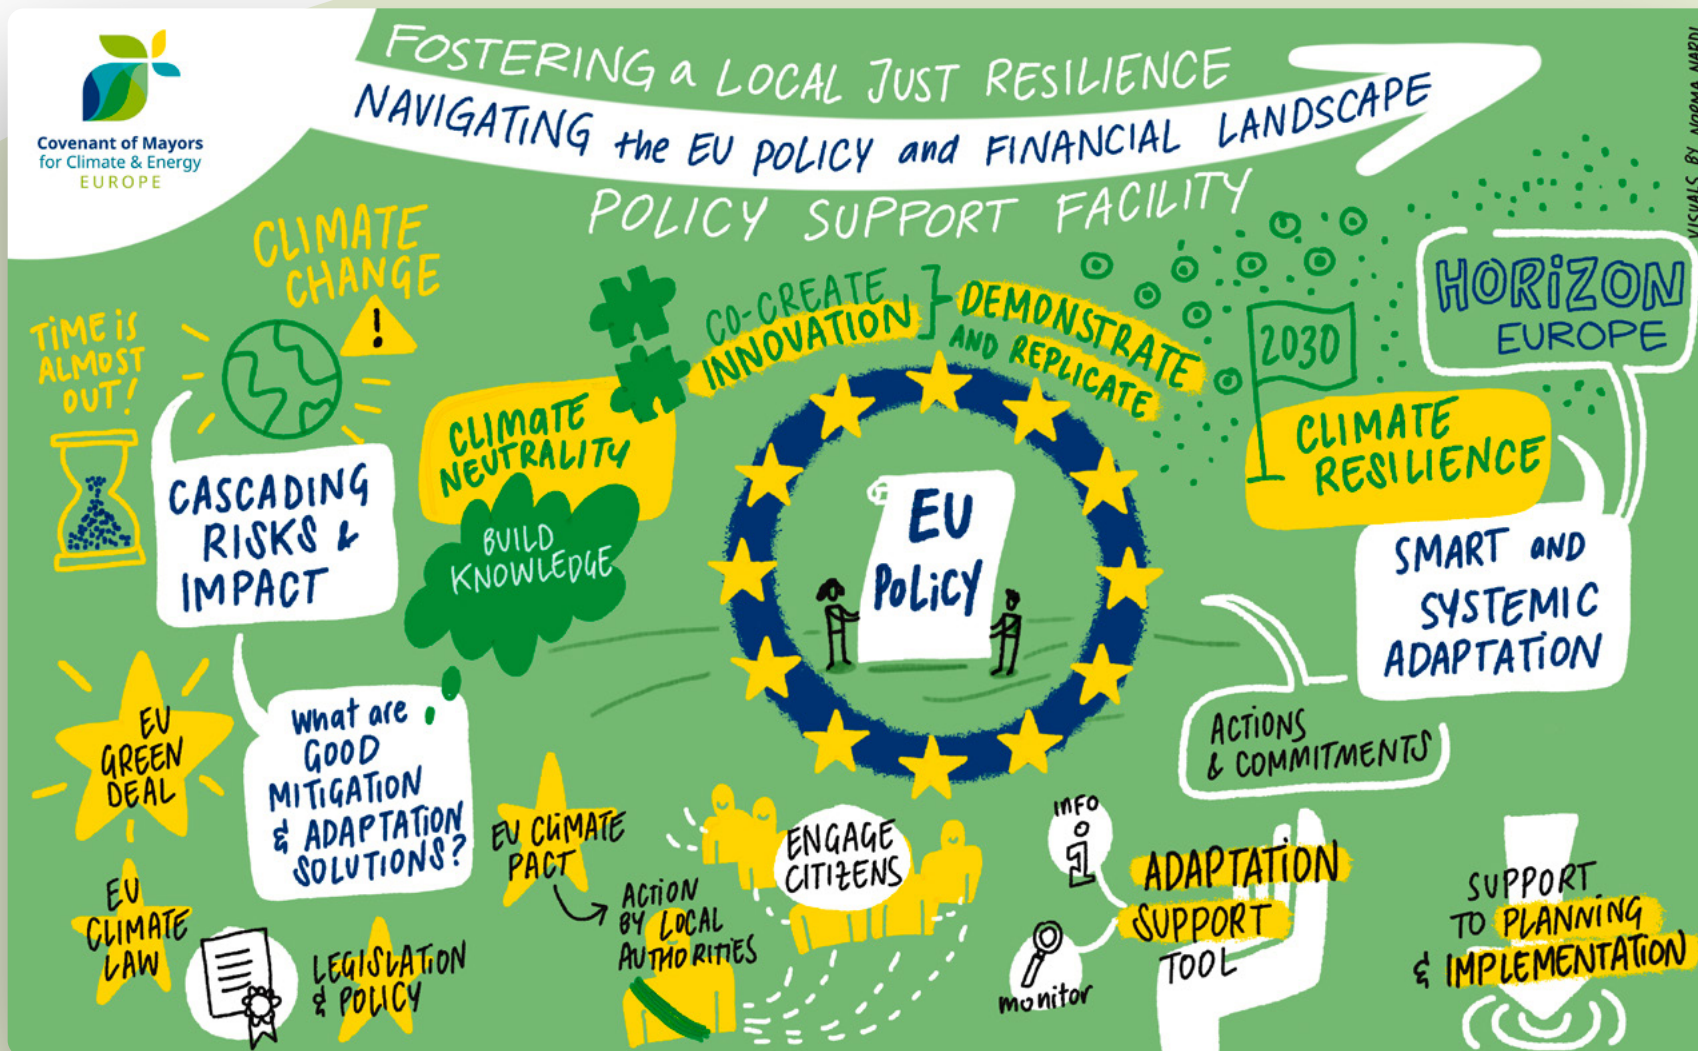 Covenant of Mayors
for Climate & Energy
EUROPE
FOSTERING a LOCAL JUST RESILIENCE
NAVIGATING the EU POLICY and FINANCIAL LANDSCAPE
POLICY SUPPORT FACILITY
VISUALS BY NORMA NARDI
CLIMATE
CHANGE
!
TIME is
ALMOST
OUT!
CASCADING
RISKS &
IMPACT
CLIMATE
NEUTRALITY
BUILD
KNOWLEDGE
CO-CREATE
INNOVATION
DEMONSTRATE
AND REPLICATE
2030
CLIMATE
RESILIENCE
HORIZON
EUROPE
SMART and
SYSTEMIC
ADAPTATION
EU
POLICY
ACTIONS
& COMMITMENTS
EU
GREEN
DEAL
What are
GOOD
MITIGATION
& ADAPTATION
SOLUTIONS?
EU
CLIMATE
LAW
LEGISLATION
& POLICY
EU CLIMATE
PACT
ACTION
BY LOCAL
AUTHORITIES
ENGAGE
CITIZENS
INFO
i
monitor
ADAPTATION
SUPPORT
TOOL
SUPPORT
TO PLANNING
& IMPLEMENTATION